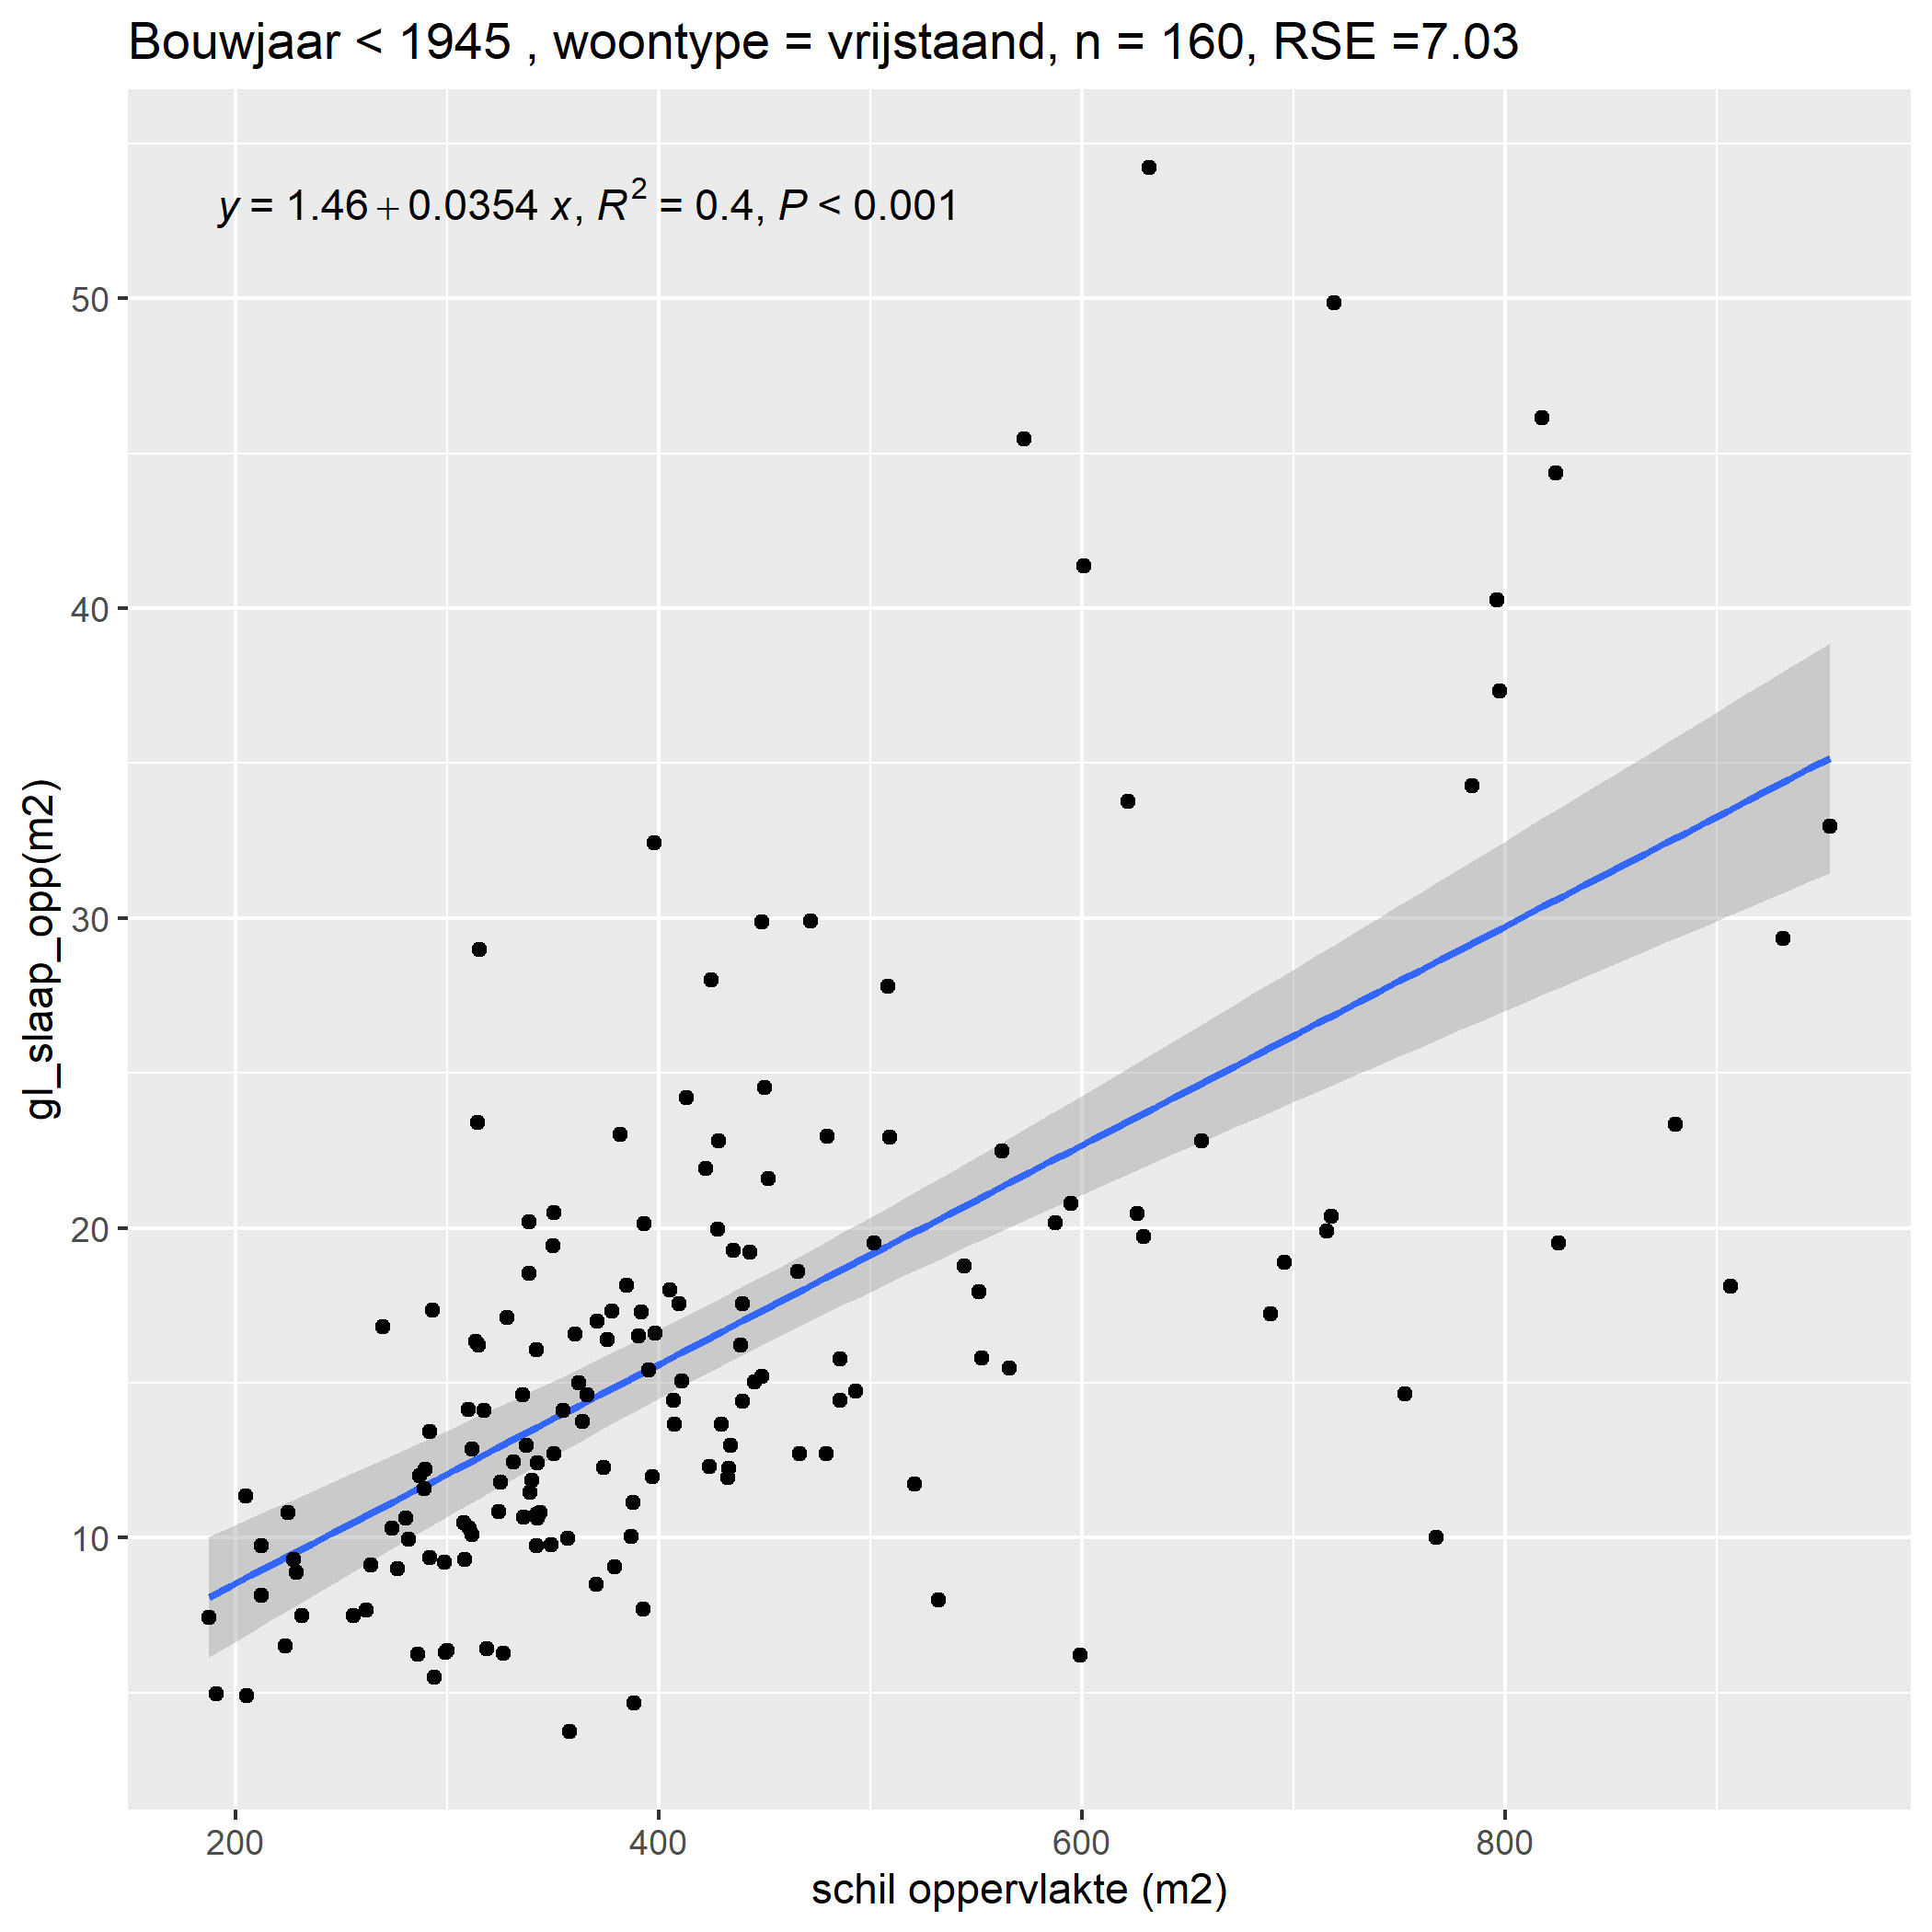 Bouwjaar < 1945 , woontype = vrijstaand, n = 160, RSE =7.03
y = 1.46 + 0.0354 x, R² = 0.4, P < 0.001
50
40
30
20
10
gl_slaap_opp(m2)
200 400 600 800
schil oppervlakte (m2)